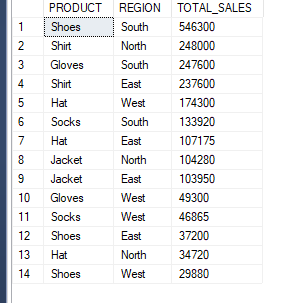 PRODUCT REGION TOTAL_SALES
1 Shoes South 546300
2 Shirt North 248000
3 Gloves South 247600
4 Shirt East 237600
5 Hat West 174300
6 Socks South 133920
7 Hat East 107175
8 Jacket North 104280
9 Jacket East 103950
10 Gloves West 49300
11 Socks West 46865
12 Shoes East 37200
13 Hat North 34720
14 Shoes West 29880